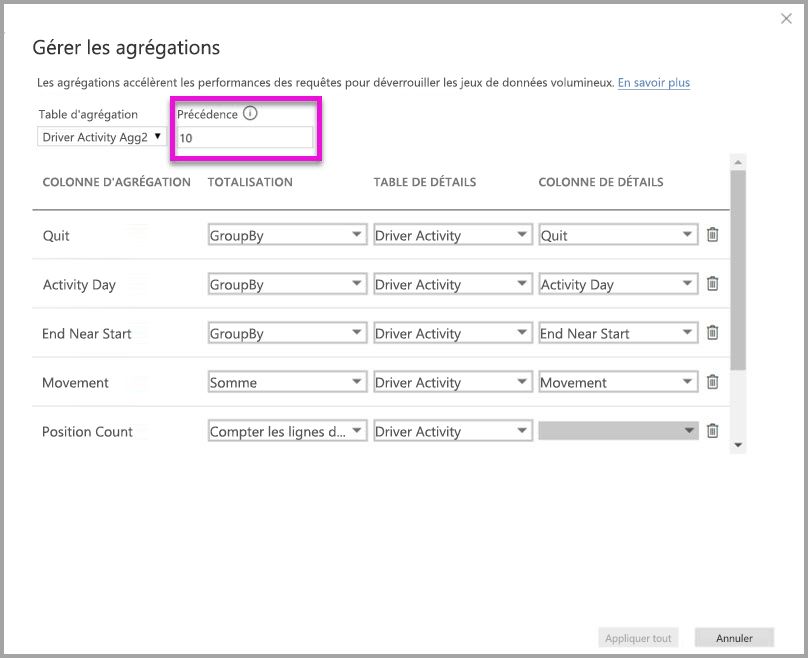 Gérer les agrégations
Les agrégations accélèrent les performances des requêtes pour déverrouiller les jeux de données volumineux. En savoir plus
Table d'agrégation Précédence
Driver Activity Agg2 10
COLONNE D'AGRÉGATION TOTALISATION TABLE DE DÉTAILS COLONNE DE DÉTAILS
Quit GroupBy Driver Activity Quit
Activity Day GroupBy Driver Activity Activity Day
End Near Start GroupBy Driver Activity End Near Start
Movement Somme Driver Activity Movement
Position Count Compter les lignes d... Driver Activity
Appliquer tout Annuler